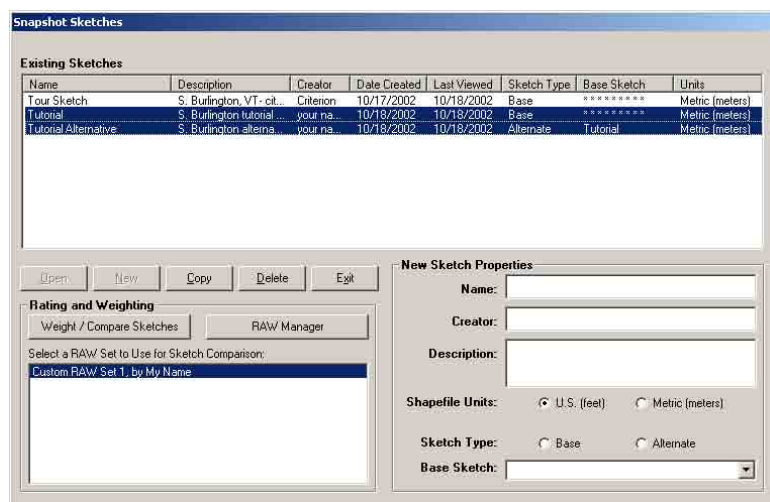 Snapshot Sketches
Existing Sketches
Name Description Creator Date Created Last Viewed Sketch Type Base Sketch Units
Tour Sketch S. Burlington, VT- cit... Criterion 10/17/2002 10/18/2002 Base ********* Metric (meters)
Tutorial S. Burlington tutorial ... your na... 10/18/2002 10/18/2002 Base ********* Metric (meters)
Tutorial Alternative S. Burlington alterna... your na... 10/18/2002 10/18/2002 Alternate Tutorial Metric (meters)
Open New Copy Delete Exit
Rating and Weighting
Weight / Compare Sketches RAW Manager
Select a RAW Set to Use for Sketch Comparison:
Custom RAW Set 1, by My Name
New Sketch Properties
Name:
Creator:
Description:
Shapefile Units: U.S. (feet) Metric (meters)
Sketch Type: Base Alternate
Base Sketch: